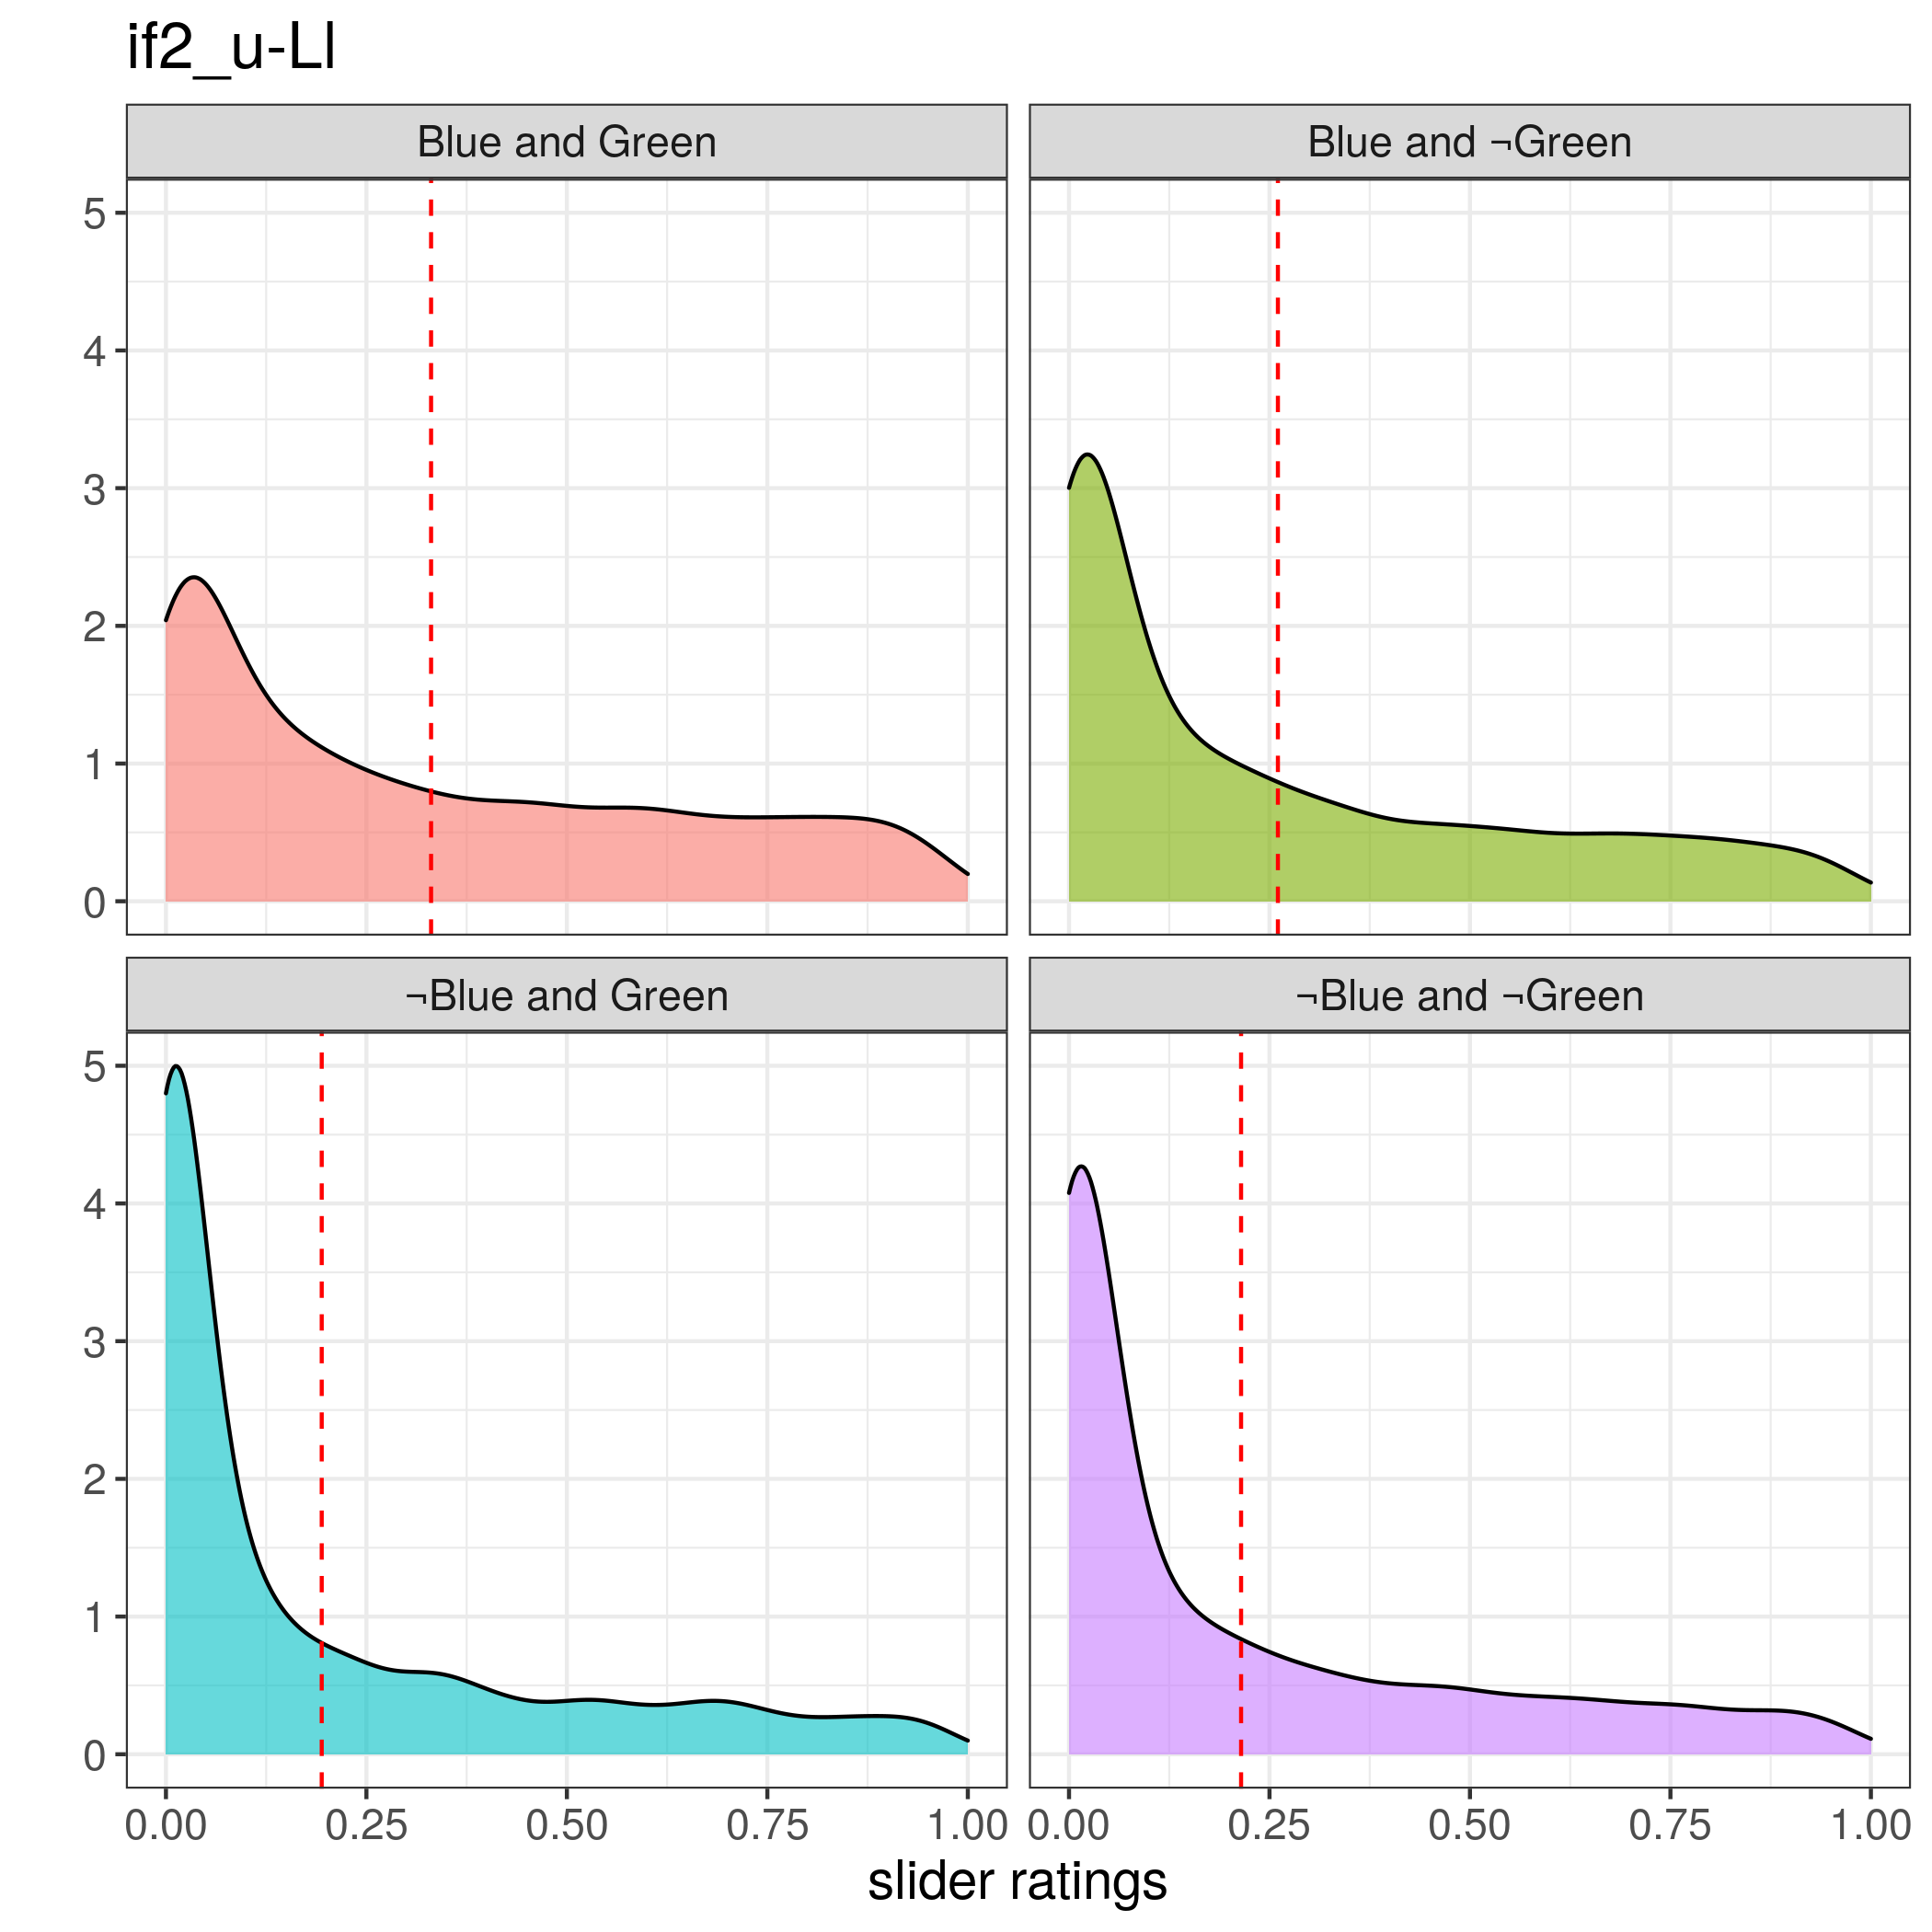 if2_u-Ll
Blue and Green
Blue and ¬Green
5
4
3
2
1
0
¬Blue and Green
¬Blue and ¬Green
5
4
3
2
1
0
0.00 0.25 0.50 0.75 1.00 0.00 0.25 0.50 0.75 1.00
slider ratings